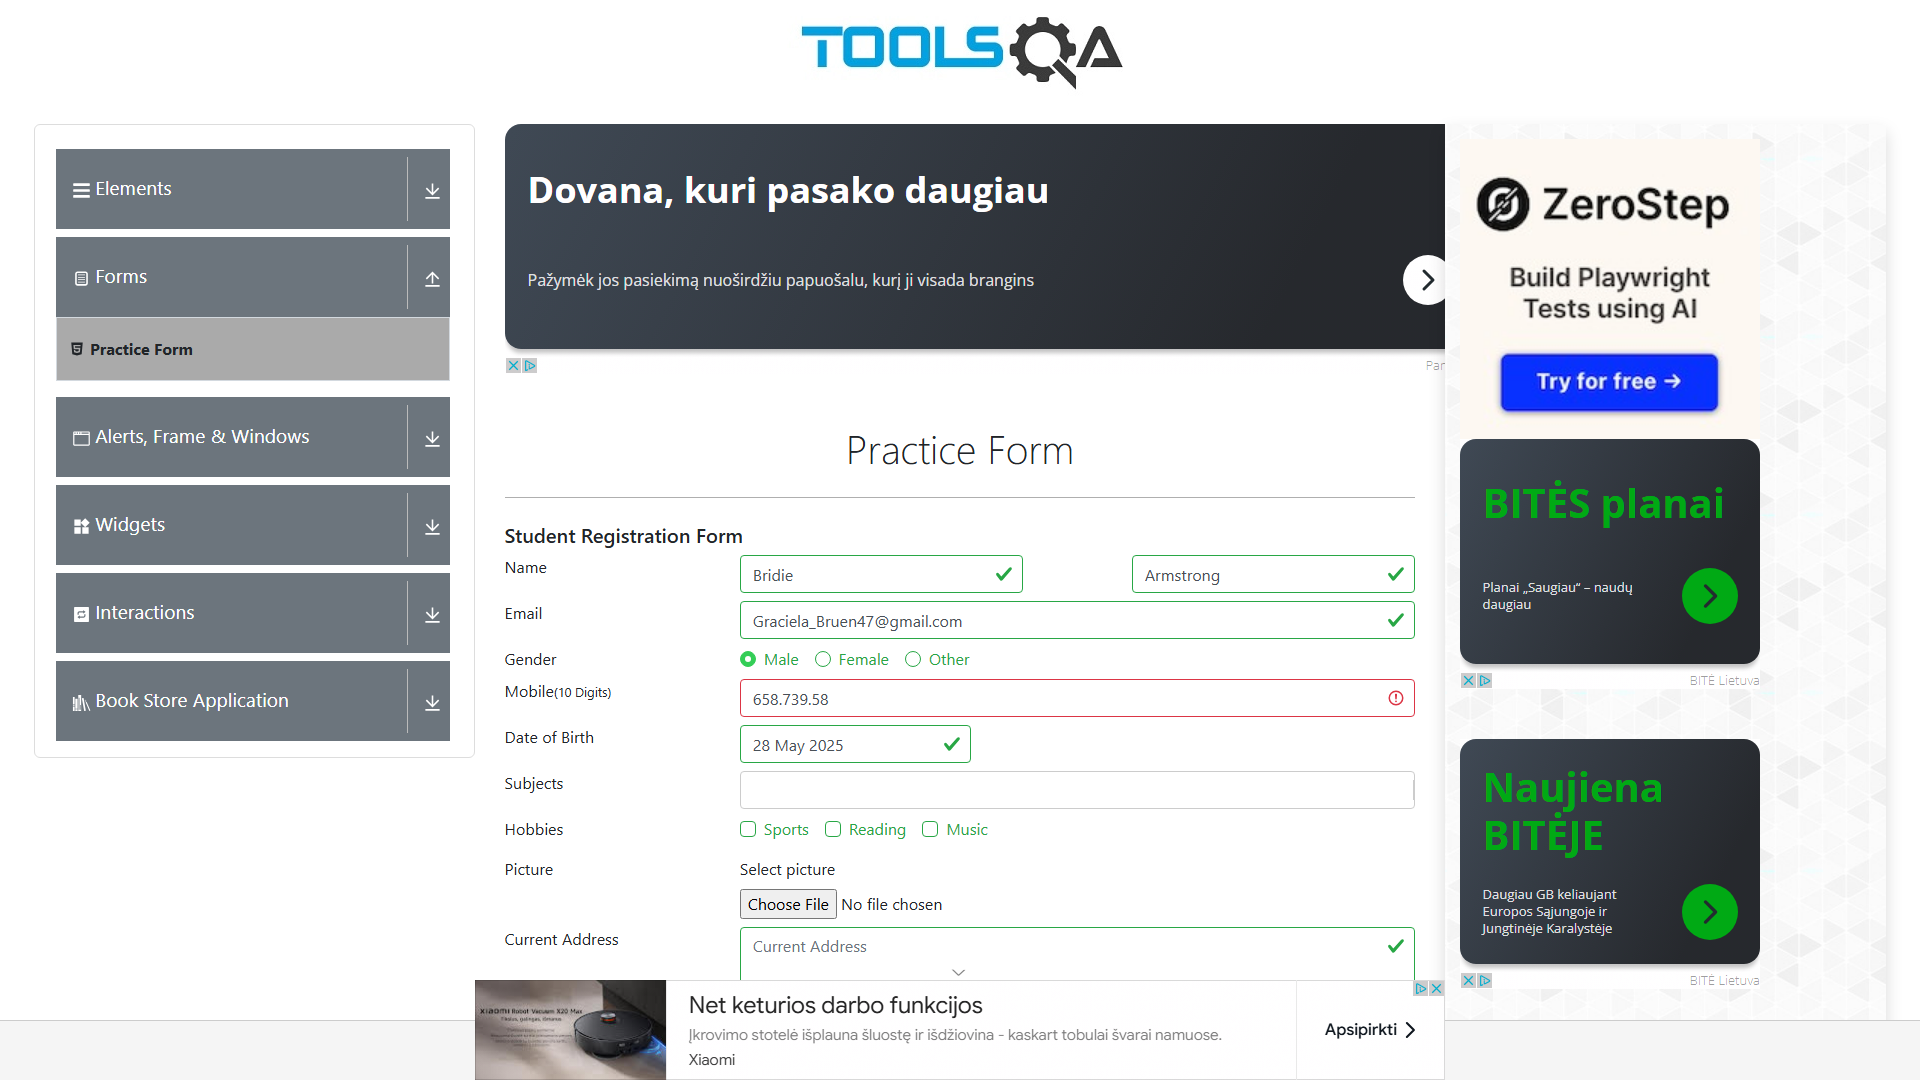 TOOLSQA
Elements
Forms
Practice Form
Alerts, Frame & Windows
Widgets
Interactions
Book Store Application
Dovana, kuri pasako daugiau
Pažymėk jos pasiekimą nuoširdžiu papuošalu, kurį ji visada brangins
Practice Form
Student Registration Form
Name
Bridie
Armstrong
Email
Graciela_Bruen47@gmail.com
Gender
Male
Female
Other
Mobile(10 Digits)
658.739.58
Date of Birth
28 May 2025
Subjects
Hobbies
Sports
Reading
Music
Picture
Select picture
Choose File
No file chosen
Current Address
Current Address
ZeroStep
Build Playwright
Tests using AI
Try for free →
BITĖS planai
Planai „Saugiau“ – naudų
daugiau
BITĖ Lietuva
Naujiena
BITĖJE
Daugiau GB keliaujant
Europos Sąjungoje ir
Jungtinėje Karalystėje
BITĖ Lietuva
XIAOMI Robot Vacuum X20 Max
Net keturios darbo funkcijos
Įkrovimo stotelė išplauna šluostę ir išdžiovina - kaskart tobulai švarai namuose.
Xiaomi
Apsipirkti